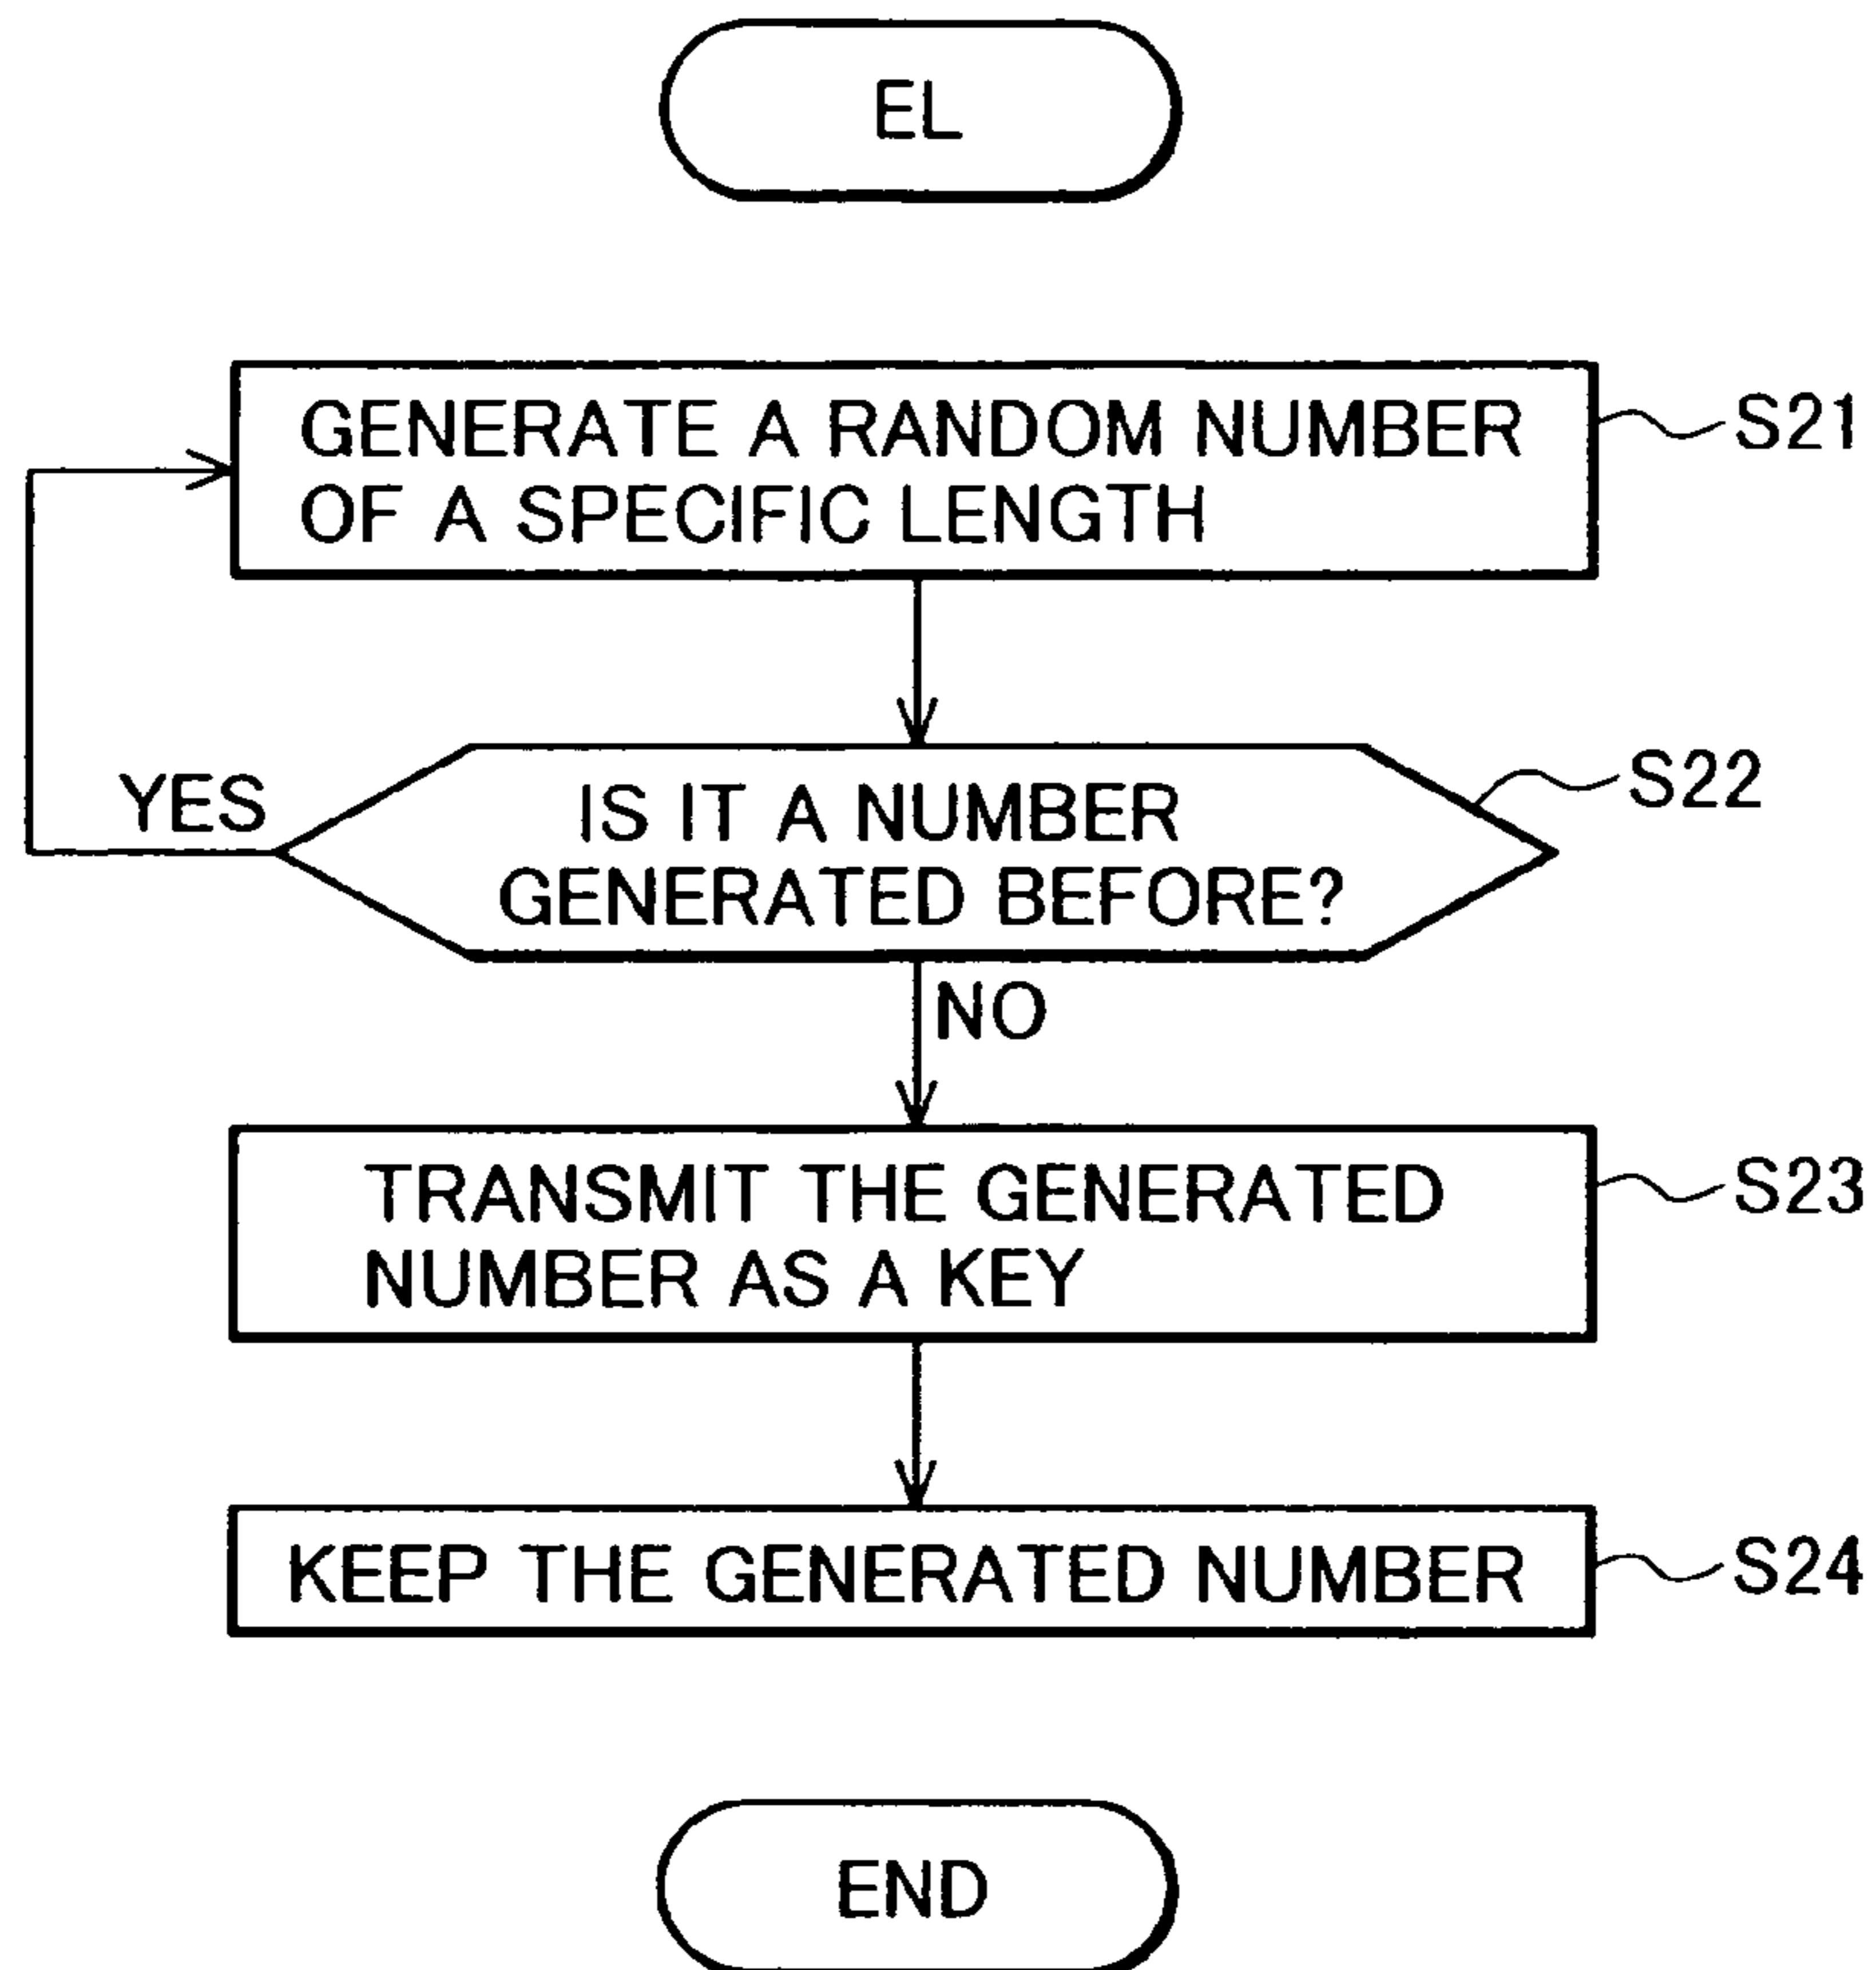 EL
GENERATE A RANDOM NUMBER
OF A SPECIFIC LENGTH
S21
YES
IS IT A NUMBER
GENERATED BEFORE?
S22
NO
TRANSMIT THE GENERATED
NUMBER AS A KEY
S23
KEEP THE GENERATED NUMBER
S24
END